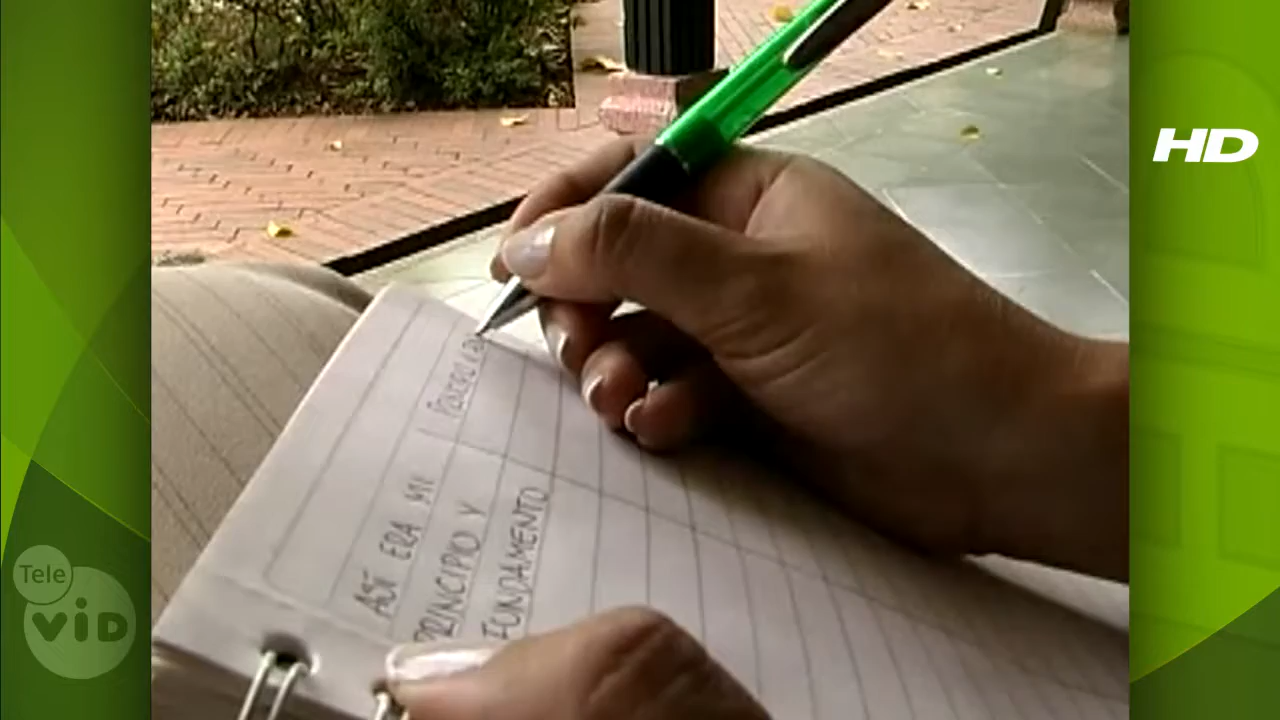 HD
ASÍ ERA MI
PRINCIPIO Y
FUNDAMENTO
Tele
ViD